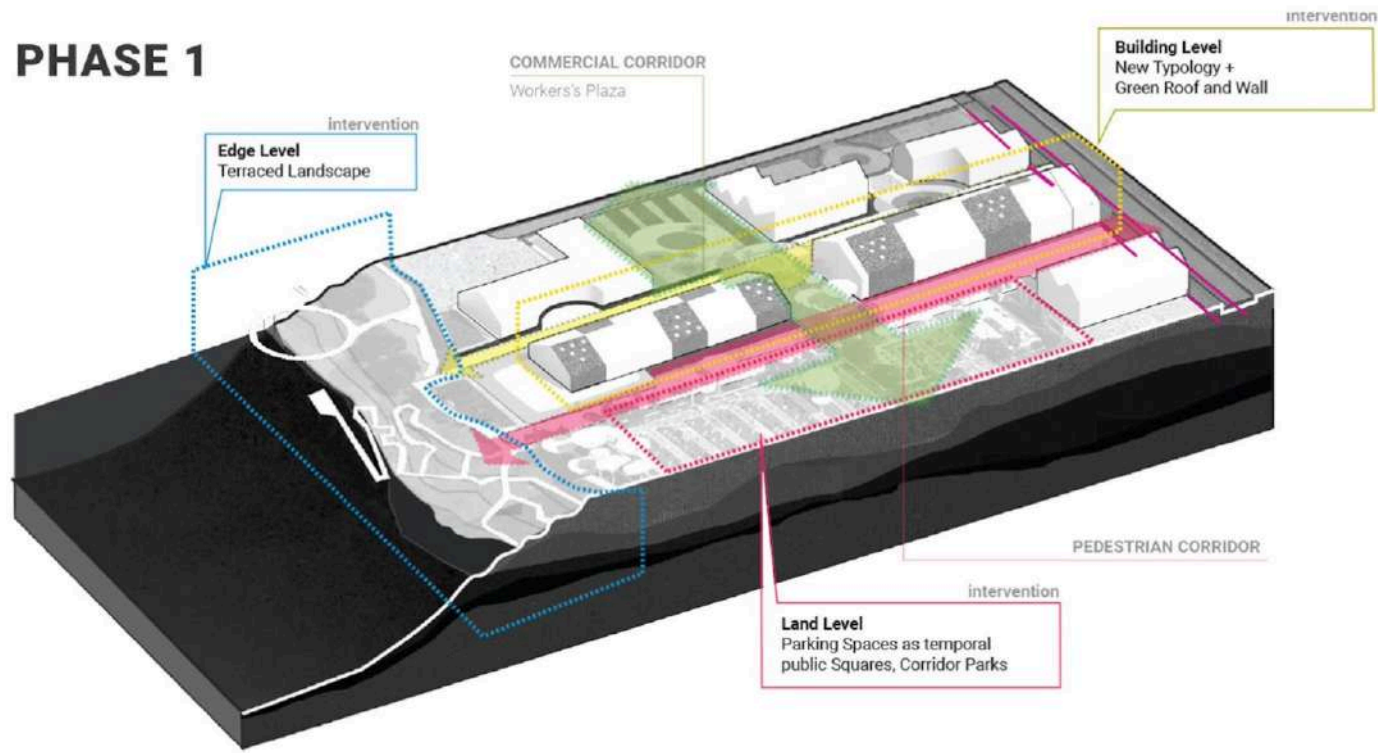 PHASE 1
intervention
Building Level
New Typology +
Green Roof and Wall
COMMERCIAL CORRIDOR
Workers's Plaza
intervention
Edge Level
Terraced Landscape
PEDESTRIAN CORRIDOR
intervention
Land Level
Parking Spaces as temporal
public Squares, Corridor Parks